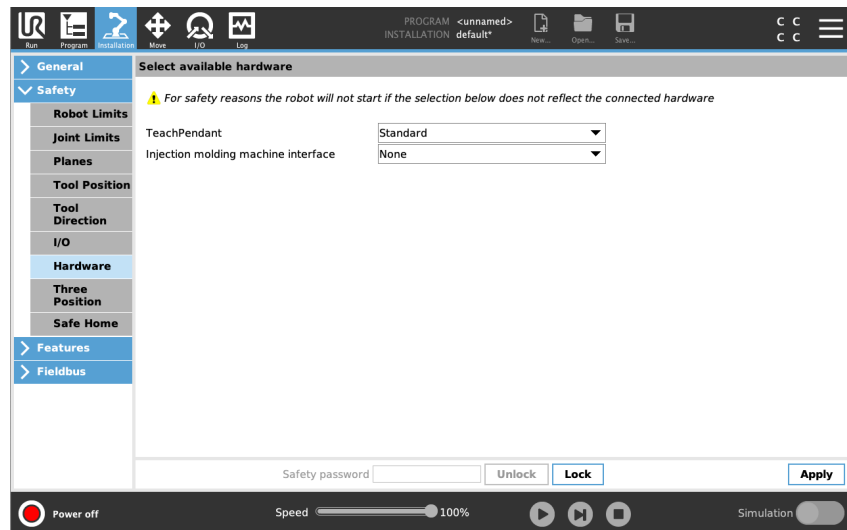 PROGRAM <unnamed>
INSTALLATION default*
Run Program Installation Move I/O Log New... Open... Save...
C C
C C
General
Safety
Robot Limits
Joint Limits
Planes
Tool Position
Tool
Direction
I/O
Hardware
Three
Position
Safe Home
Features
Fieldbus
Select available hardware
For safety reasons the robot will not start if the selection below does not reflect the connected hardware
TeachPendant Standard
Injection molding machine interface None
Safety password Unlock Lock Apply
Power off Speed 100% Simulation